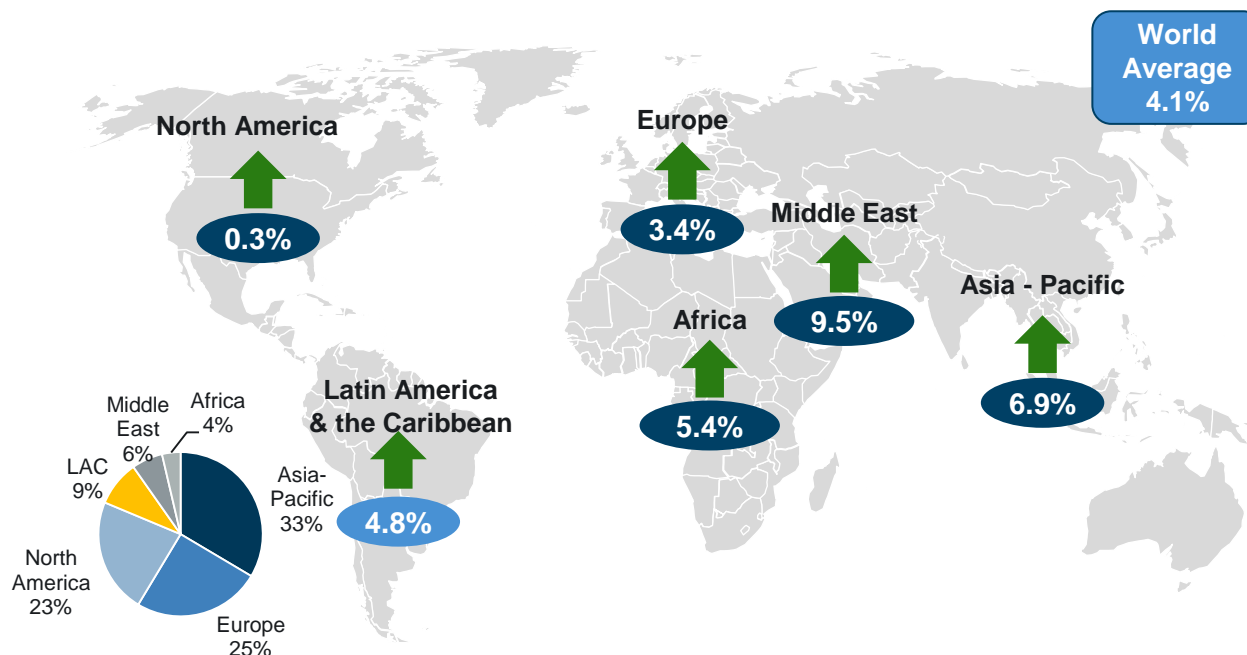 World
Average
4.1%
North America
0.3%
Europe
3.4%
Middle East
9.5%
Asia - Pacific
6.9%
Africa
5.4%
Latin America
& the Caribbean
4.8%
Africa
4%
Middle
East
6%
LAC
9%
Asia-
Pacific
33%
North
America
23%
Europe
25%